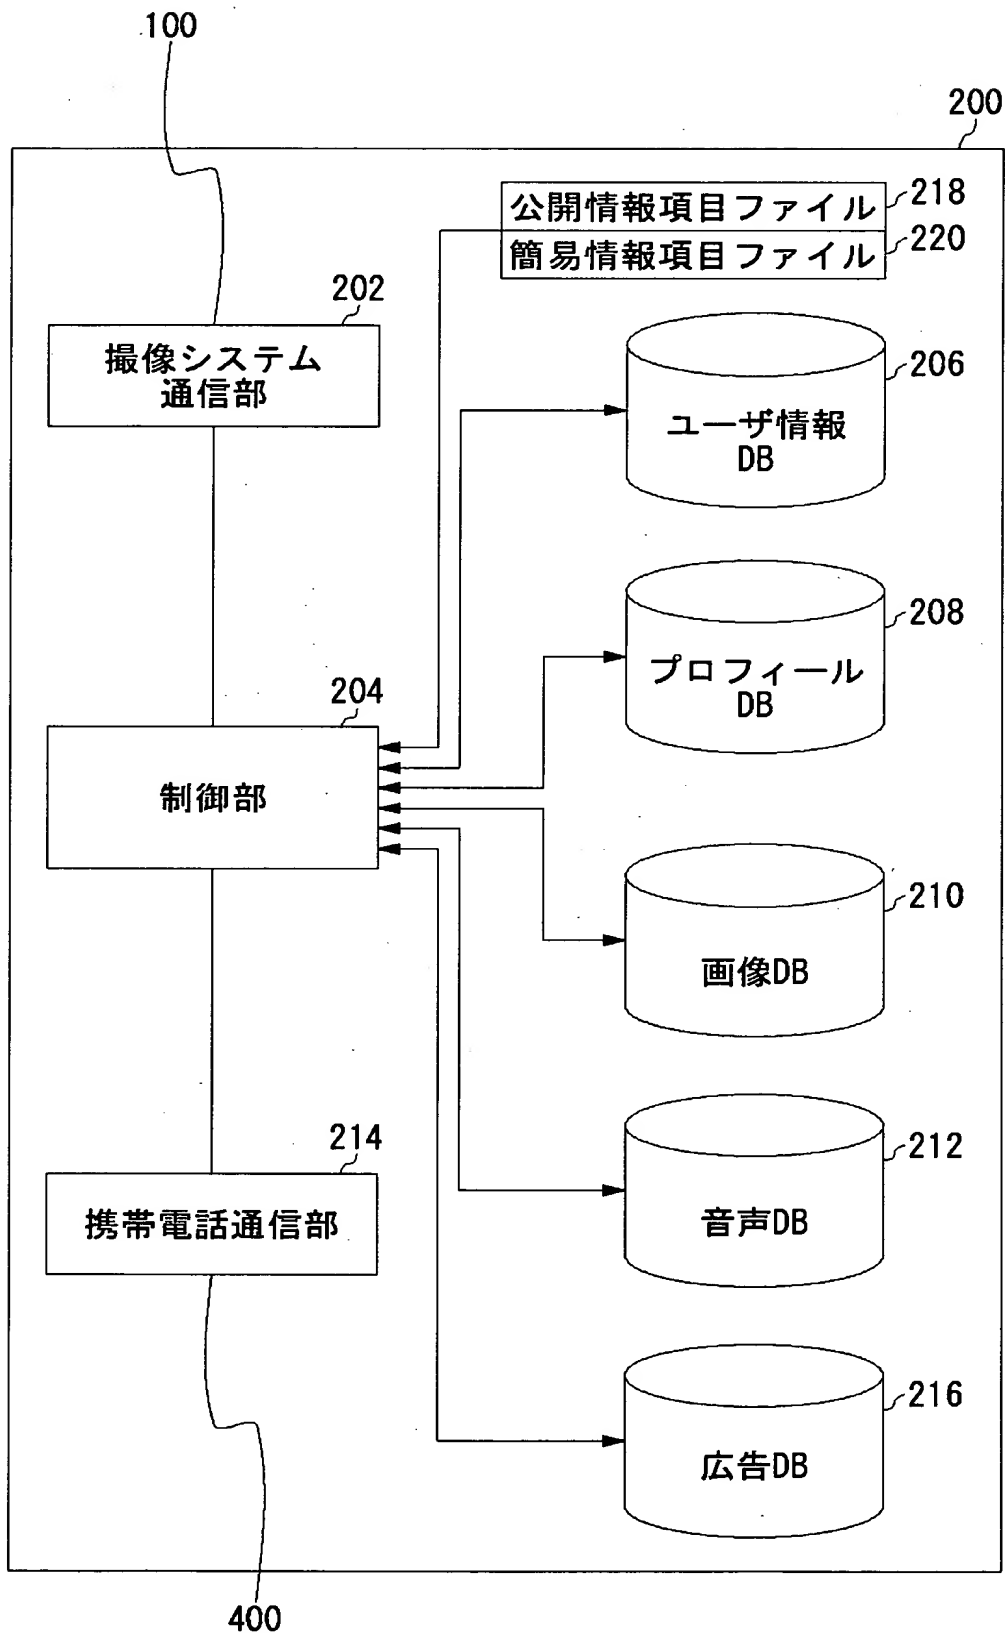 100
200
公開情報項目ファイル
218
簡易情報項目ファイル
220
202
撮像システム
通信部
206
ユーザ情報
DB
208
プロフィール
DB
204
制御部
210
画像DB
214
携帯電話通信部
212
音声DB
216
広告DB
400